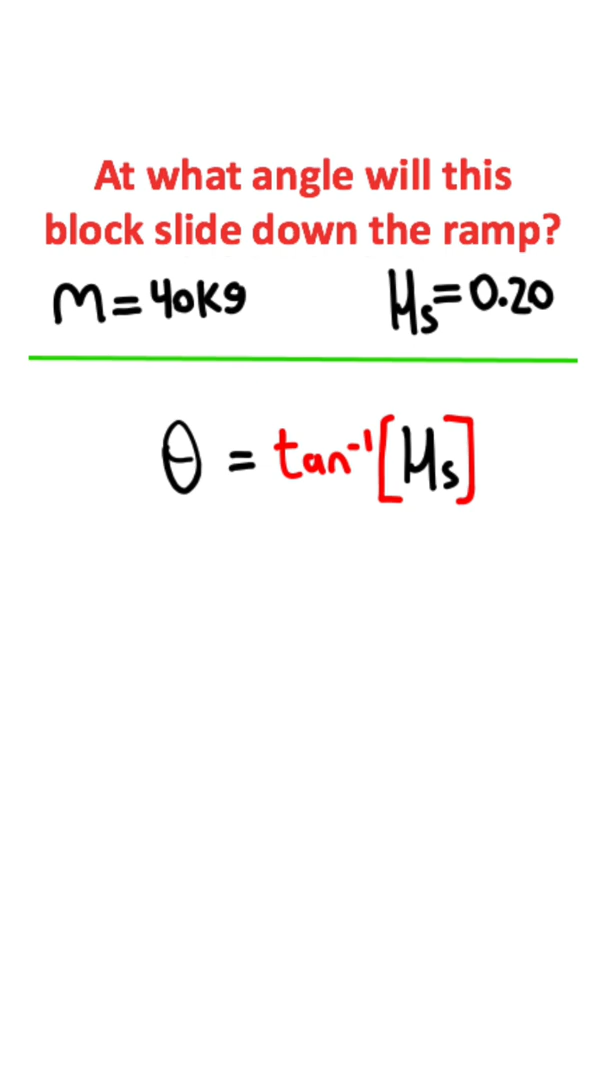 At what angle will this
block slide down the ramp?
m=40kg μs=0.20
θ = tan⁻¹[μs]